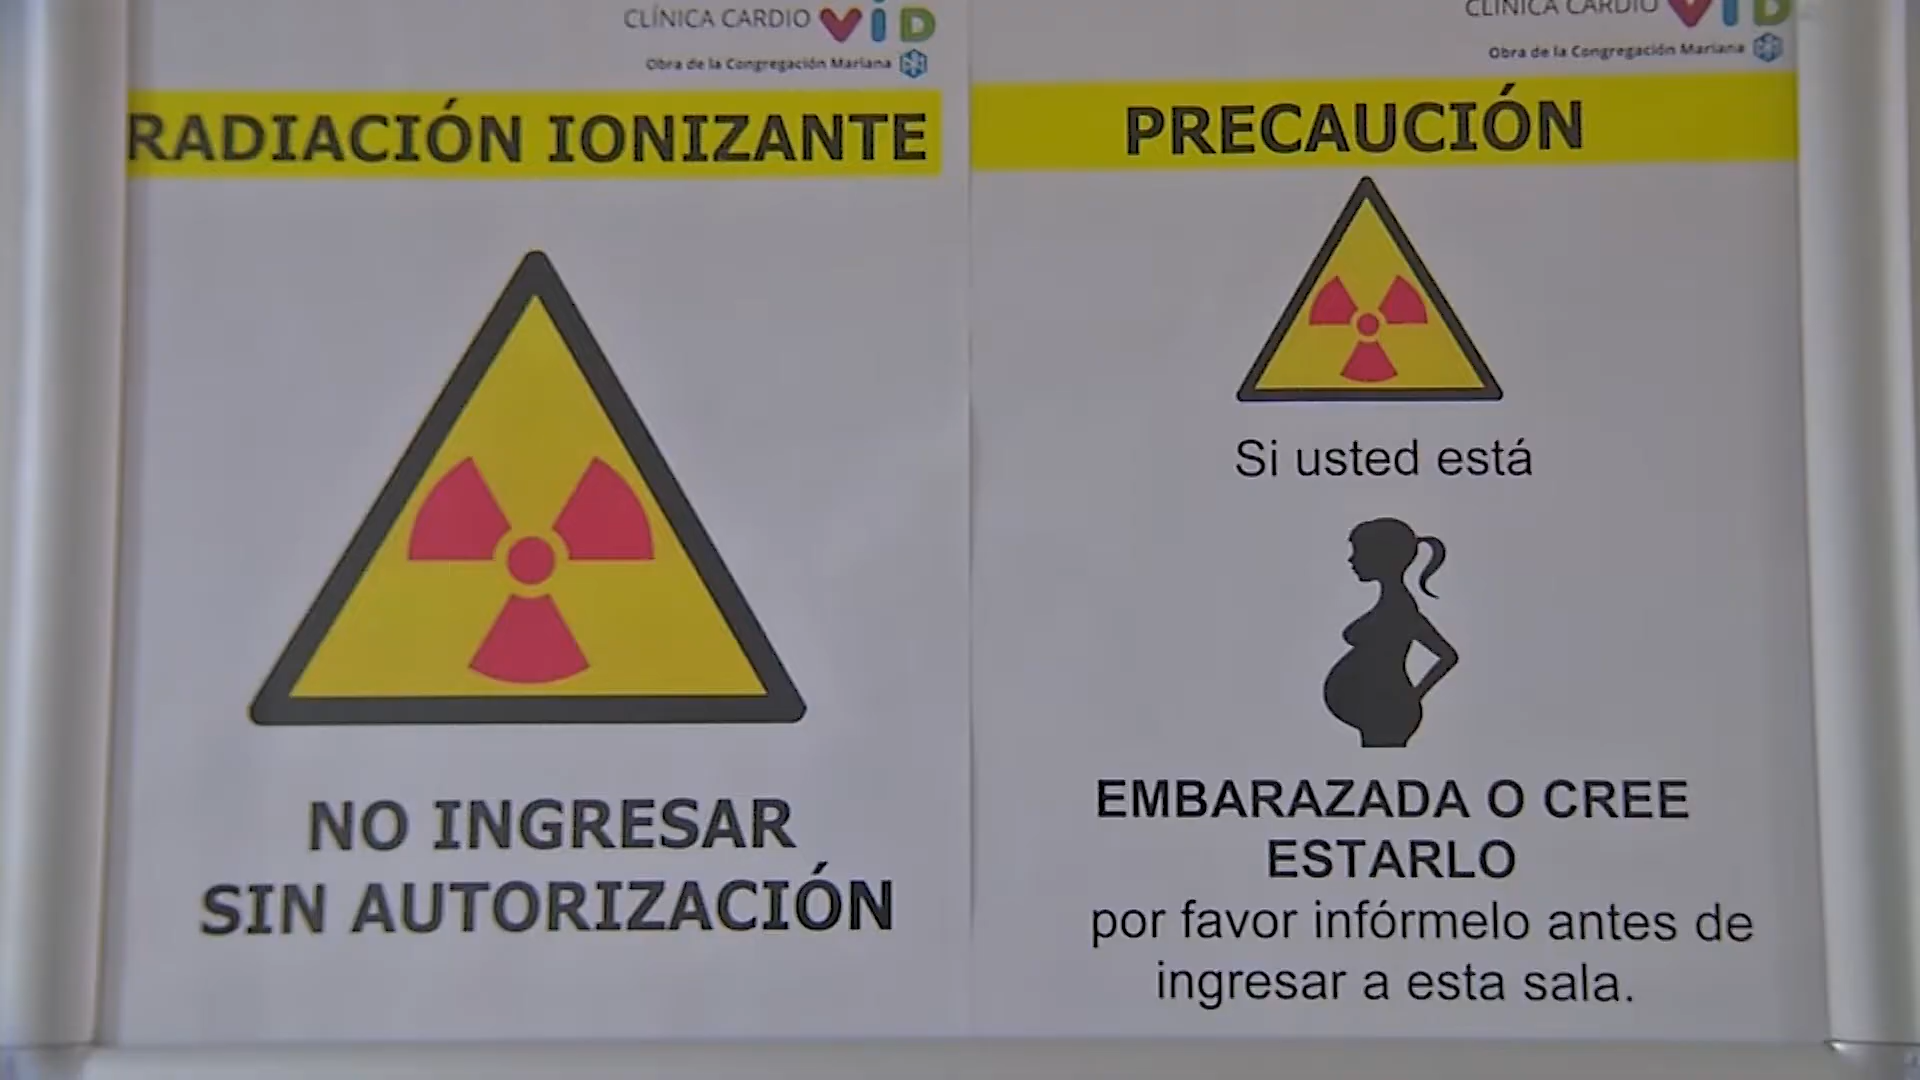 CLÍNICA CARDIO VID
Obra de la Congregación Mariana
RADIACIÓN IONIZANTE
NO INGRESAR
SIN AUTORIZACIÓN
CLÍNICA CARDIO VID
Obra de la Congregación Mariana
PRECAUCIÓN
Si usted está
EMBARAZADA O CREE
ESTARLO
por favor infórmelo antes de
ingresar a esta sala.